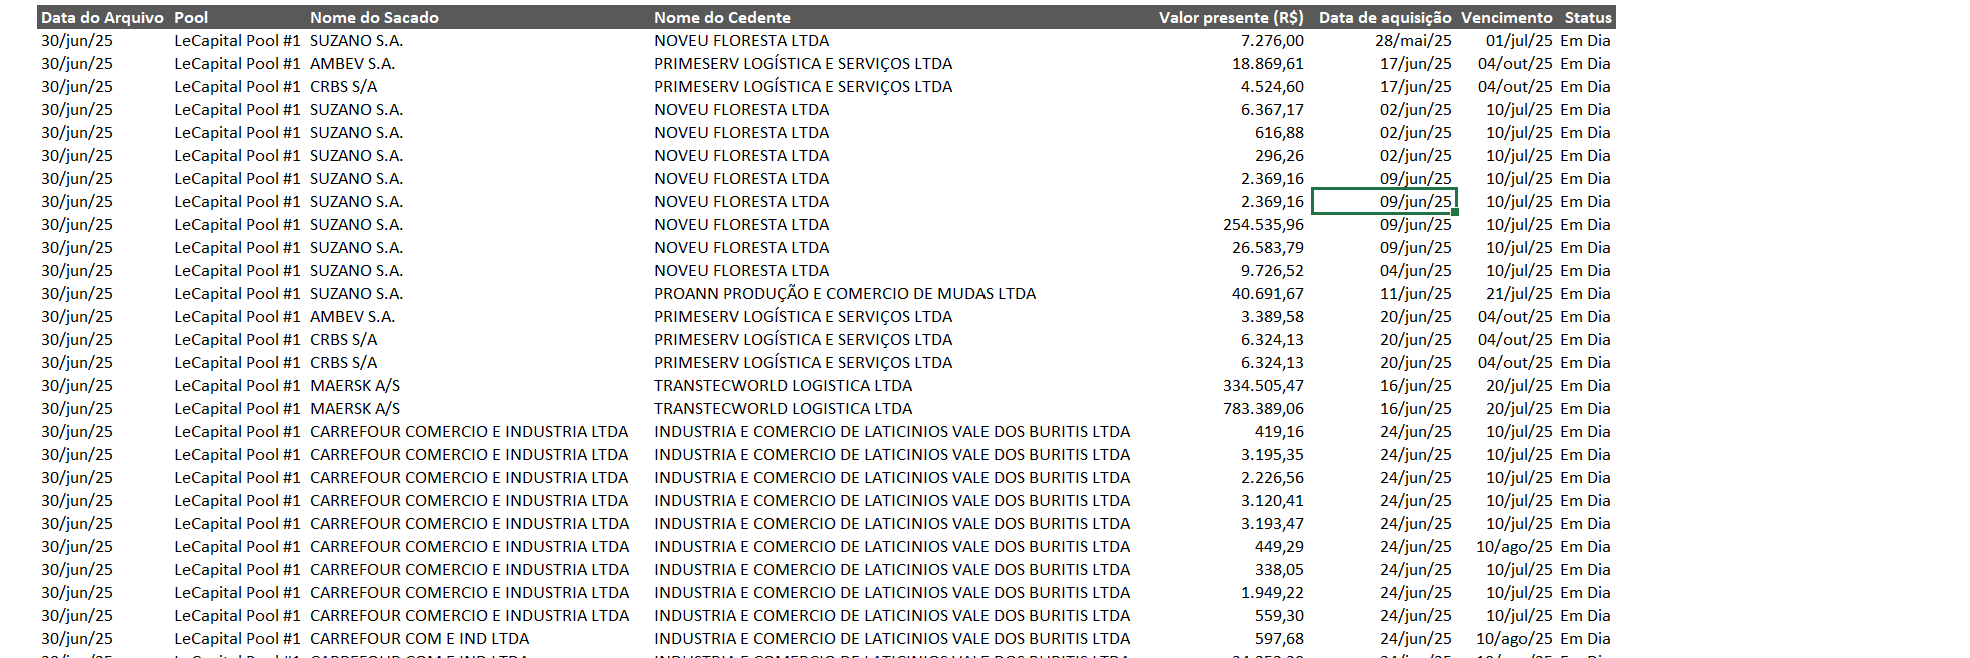 Data do Arquivo Pool Nome do Sacado Nome do Cedente Valor presente (R$) Data de aquisição Vencimento Status
30/jun/25 LeCapital Pool #1 SUZANO S.A. NOVEU FLORESTA LTDA 7.276,00 28/mai/25 01/jul/25 Em Dia
30/jun/25 LeCapital Pool #1 AMBEV S.A. PRIMESERV LOGÍSTICA E SERVIÇOS LTDA 18.869,61 17/jun/25 04/out/25 Em Dia
30/jun/25 LeCapital Pool #1 CRBS S/A PRIMESERV LOGÍSTICA E SERVIÇOS LTDA 4.524,60 17/jun/25 04/out/25 Em Dia
30/jun/25 LeCapital Pool #1 SUZANO S.A. NOVEU FLORESTA LTDA 6.367,17 02/jun/25 10/jul/25 Em Dia
30/jun/25 LeCapital Pool #1 SUZANO S.A. NOVEU FLORESTA LTDA 616,88 02/jun/25 10/jul/25 Em Dia
30/jun/25 LeCapital Pool #1 SUZANO S.A. NOVEU FLORESTA LTDA 296,26 02/jun/25 10/jul/25 Em Dia
30/jun/25 LeCapital Pool #1 SUZANO S.A. NOVEU FLORESTA LTDA 2.369,16 09/jun/25 10/jul/25 Em Dia
30/jun/25 LeCapital Pool #1 SUZANO S.A. NOVEU FLORESTA LTDA 2.369,16 09/jun/25 10/jul/25 Em Dia
30/jun/25 LeCapital Pool #1 SUZANO S.A. NOVEU FLORESTA LTDA 254.535,96 09/jun/25 10/jul/25 Em Dia
30/jun/25 LeCapital Pool #1 SUZANO S.A. NOVEU FLORESTA LTDA 26.583,79 09/jun/25 10/jul/25 Em Dia
30/jun/25 LeCapital Pool #1 SUZANO S.A. NOVEU FLORESTA LTDA 9.726,52 04/jun/25 10/jul/25 Em Dia
30/jun/25 LeCapital Pool #1 SUZANO S.A. PROANN PRODUÇÃO E COMERCIO DE MUDAS LTDA 40.691,67 11/jun/25 21/jul/25 Em Dia
30/jun/25 LeCapital Pool #1 AMBEV S.A. PRIMESERV LOGÍSTICA E SERVIÇOS LTDA 3.389,58 20/jun/25 04/out/25 Em Dia
30/jun/25 LeCapital Pool #1 CRBS S/A PRIMESERV LOGÍSTICA E SERVIÇOS LTDA 6.324,13 20/jun/25 04/out/25 Em Dia
30/jun/25 LeCapital Pool #1 CRBS S/A PRIMESERV LOGÍSTICA E SERVIÇOS LTDA 6.324,13 20/jun/25 04/out/25 Em Dia
30/jun/25 LeCapital Pool #1 MAERSK A/S TRANSTECWORLD LOGISTICA LTDA 334.505,47 16/jun/25 20/jul/25 Em Dia
30/jun/25 LeCapital Pool #1 MAERSK A/S TRANSTECWORLD LOGISTICA LTDA 783.389,06 16/jun/25 20/jul/25 Em Dia
30/jun/25 LeCapital Pool #1 CARREFOUR COMERCIO E INDUSTRIA LTDA INDUSTRIA E COMERCIO DE LATICINIOS VALE DOS BURITIS LTDA 419,16 24/jun/25 10/jul/25 Em Dia
30/jun/25 LeCapital Pool #1 CARREFOUR COMERCIO E INDUSTRIA LTDA INDUSTRIA E COMERCIO DE LATICINIOS VALE DOS BURITIS LTDA 3.195,35 24/jun/25 10/jul/25 Em Dia
30/jun/25 LeCapital Pool #1 CARREFOUR COMERCIO E INDUSTRIA LTDA INDUSTRIA E COMERCIO DE LATICINIOS VALE DOS BURITIS LTDA 2.226,56 24/jun/25 10/jul/25 Em Dia
30/jun/25 LeCapital Pool #1 CARREFOUR COMERCIO E INDUSTRIA LTDA INDUSTRIA E COMERCIO DE LATICINIOS VALE DOS BURITIS LTDA 3.120,41 24/jun/25 10/jul/25 Em Dia
30/jun/25 LeCapital Pool #1 CARREFOUR COMERCIO E INDUSTRIA LTDA INDUSTRIA E COMERCIO DE LATICINIOS VALE DOS BURITIS LTDA 3.193,47 24/jun/25 10/jul/25 Em Dia
30/jun/25 LeCapital Pool #1 CARREFOUR COMERCIO E INDUSTRIA LTDA INDUSTRIA E COMERCIO DE LATICINIOS VALE DOS BURITIS LTDA 449,29 24/jun/25 10/ago/25 Em Dia
30/jun/25 LeCapital Pool #1 CARREFOUR COMERCIO E INDUSTRIA LTDA INDUSTRIA E COMERCIO DE LATICINIOS VALE DOS BURITIS LTDA 338,05 24/jun/25 10/jul/25 Em Dia
30/jun/25 LeCapital Pool #1 CARREFOUR COMERCIO E INDUSTRIA LTDA INDUSTRIA E COMERCIO DE LATICINIOS VALE DOS BURITIS LTDA 1.949,22 24/jun/25 10/jul/25 Em Dia
30/jun/25 LeCapital Pool #1 CARREFOUR COMERCIO E INDUSTRIA LTDA INDUSTRIA E COMERCIO DE LATICINIOS VALE DOS BURITIS LTDA 559,30 24/jun/25 10/jul/25 Em Dia
30/jun/25 LeCapital Pool #1 CARREFOUR COM E IND LTDA INDUSTRIA E COMERCIO DE LATICINIOS VALE DOS BURITIS LTDA 597,68 24/jun/25 10/ago/25 Em Dia